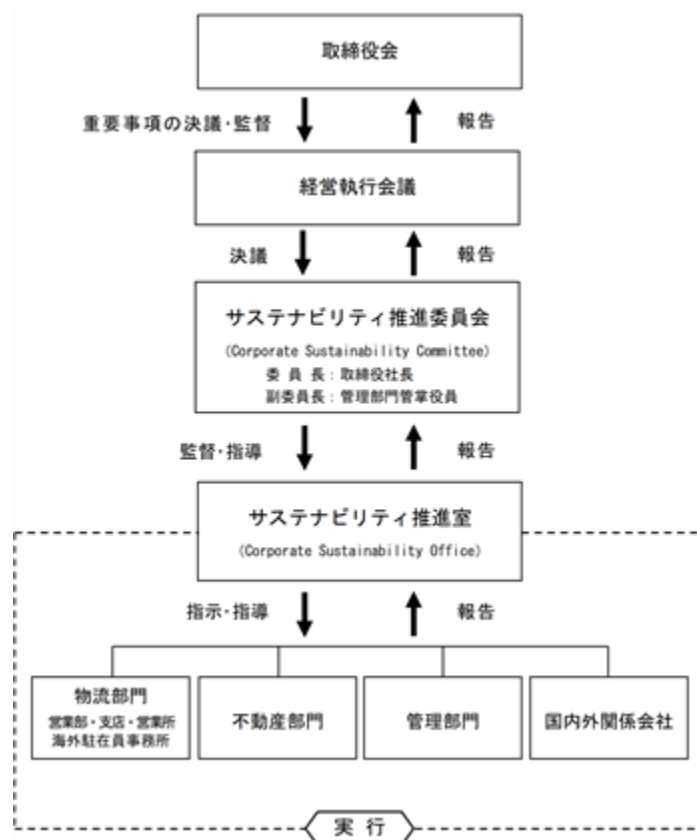 取締役会
重要事項の決議・監督
報告
経営執行会議
決議
報告
サステナビリティ推進委員会
(Corporate Sustainability Committee)
委 員 長：取締役社長
副委員長：管理部門管掌役員
監督・指導
報告
サステナビリティ推進室
(Corporate Sustainability Office)
指示・指導
報告
物流部門
営業部・支店・営業所
海外駐在員事務所
不動産部門
管理部門
国内外関係会社
実 行